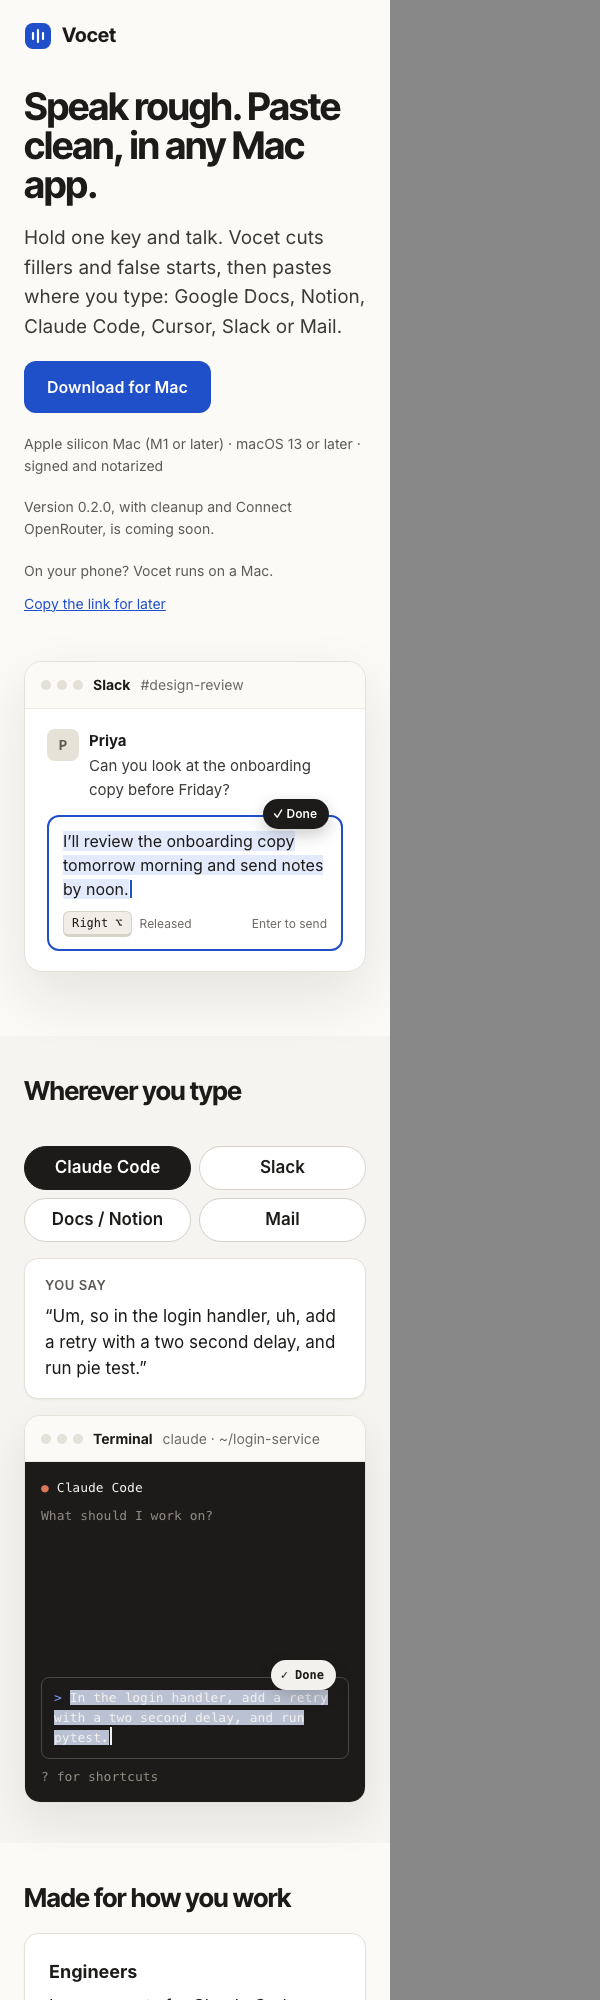 Vocet
Speak rough. Paste
clean, in any Mac
app.
Hold one key and talk. Vocet cuts
fillers and false starts, then pastes
where you type: Google Docs, Notion,
Claude Code, Cursor, Slack or Mail.
Download for Mac
Apple silicon Mac (M1 or later) · macOS 13 or later ·
signed and notarized
Version 0.2.0, with cleanup and Connect
OpenRouter, is coming soon.
On your phone? Vocet runs on a Mac.
Copy the link for later
Slack #design-review
P Priya
Can you look at the onboarding
copy before Friday?
✓ Done
I’ll review the onboarding copy
tomorrow morning and send notes
by noon.
Right ⌥ Released Enter to send
Wherever you type
Claude Code Slack
Docs / Notion Mail
YOU SAY
“Um, so in the login handler, uh, add
a retry with a two second delay, and
run pie test.”
Terminal claude · ~/login-service
● Claude Code
What should I work on?
✓ Done
> In the login handler, add a retry
with a two second delay, and run
pytest.
? for shortcuts
Made for how you work
Engineers